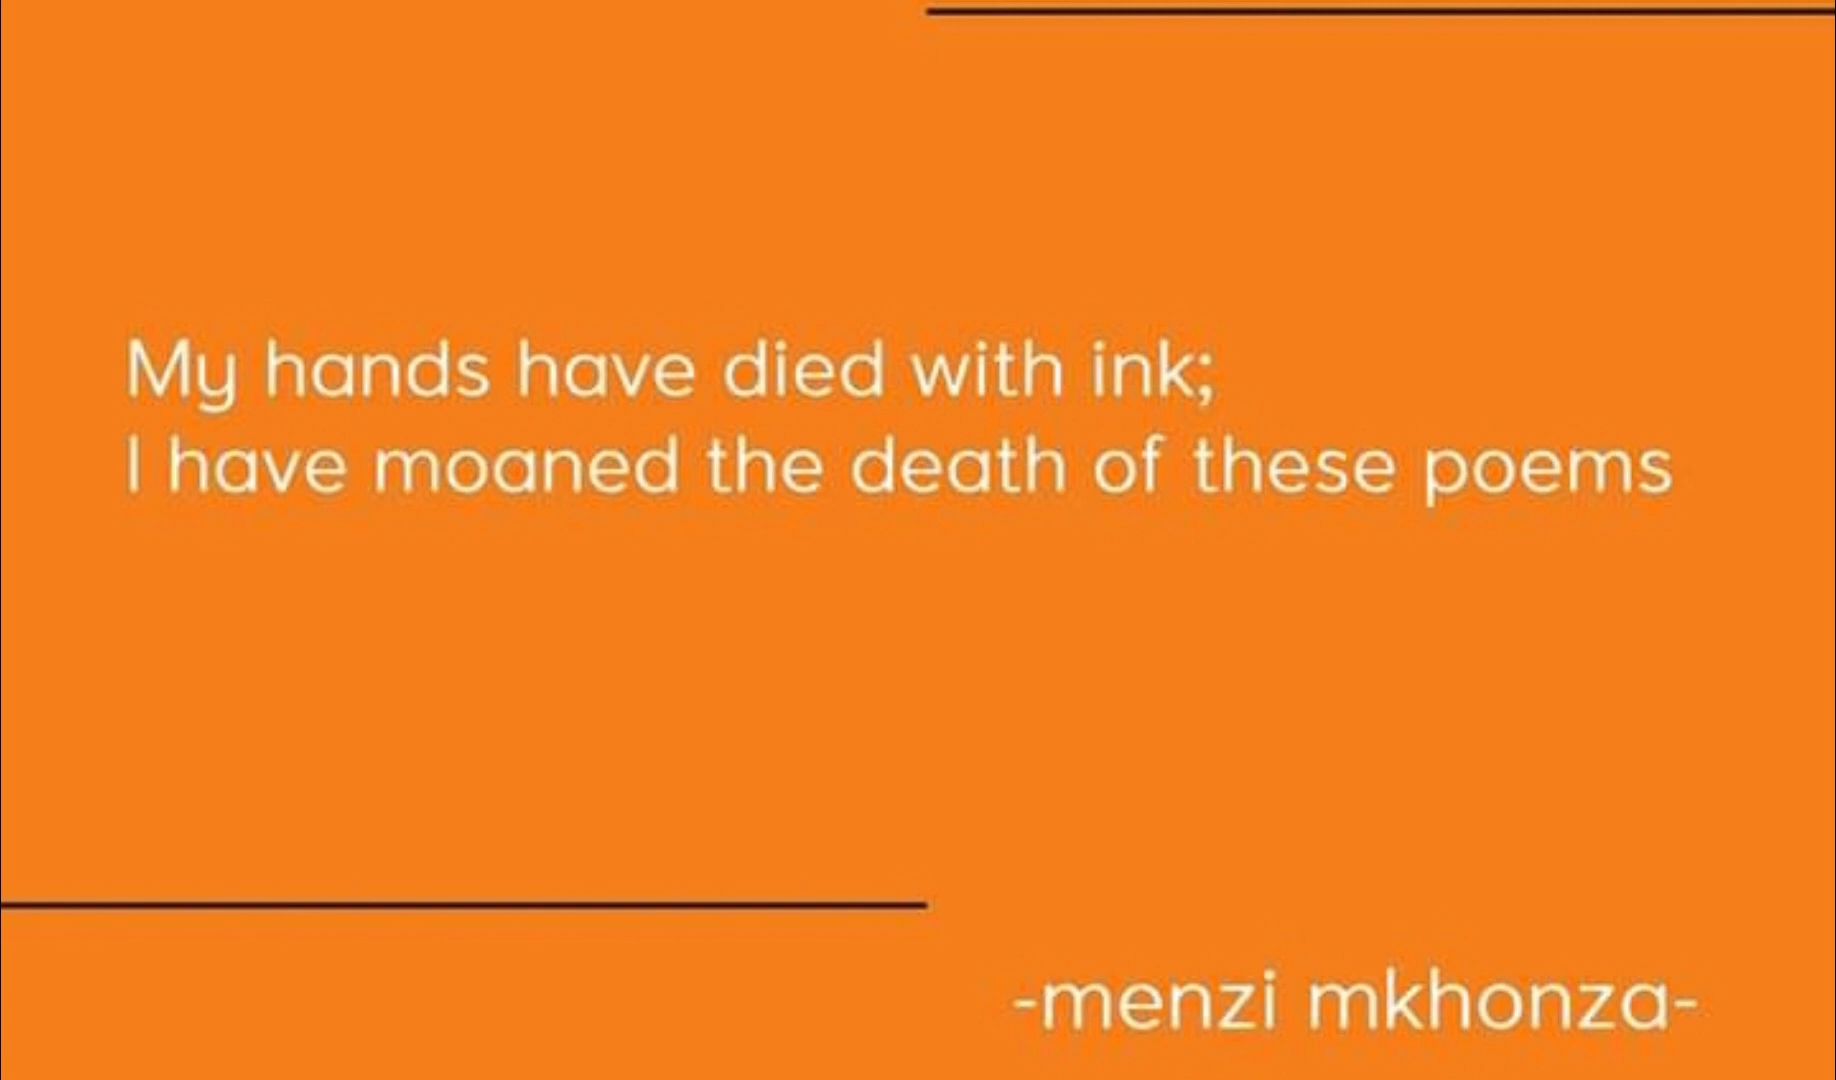 My hands have died with ink;
I have moaned the death of these poems
-menzi mkhonza-